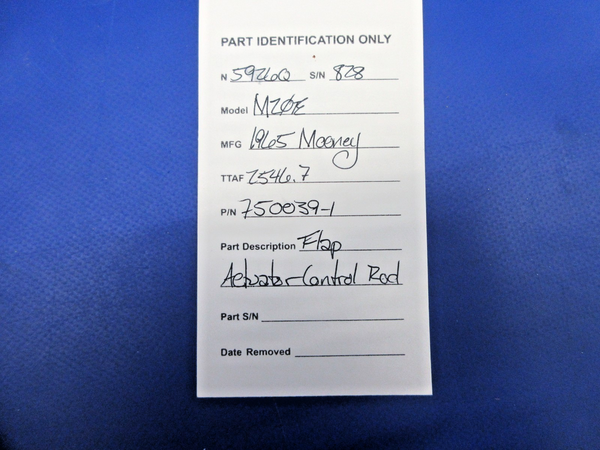 PART IDENTIFICATION ONLY
N 5926Q S/N 828
Model M20E
MFG 1965 Mooney
TTAF 2546.7
P/N 750039-1
Part Description Flap
Actuator Control Rod
Part S/N
Date Removed